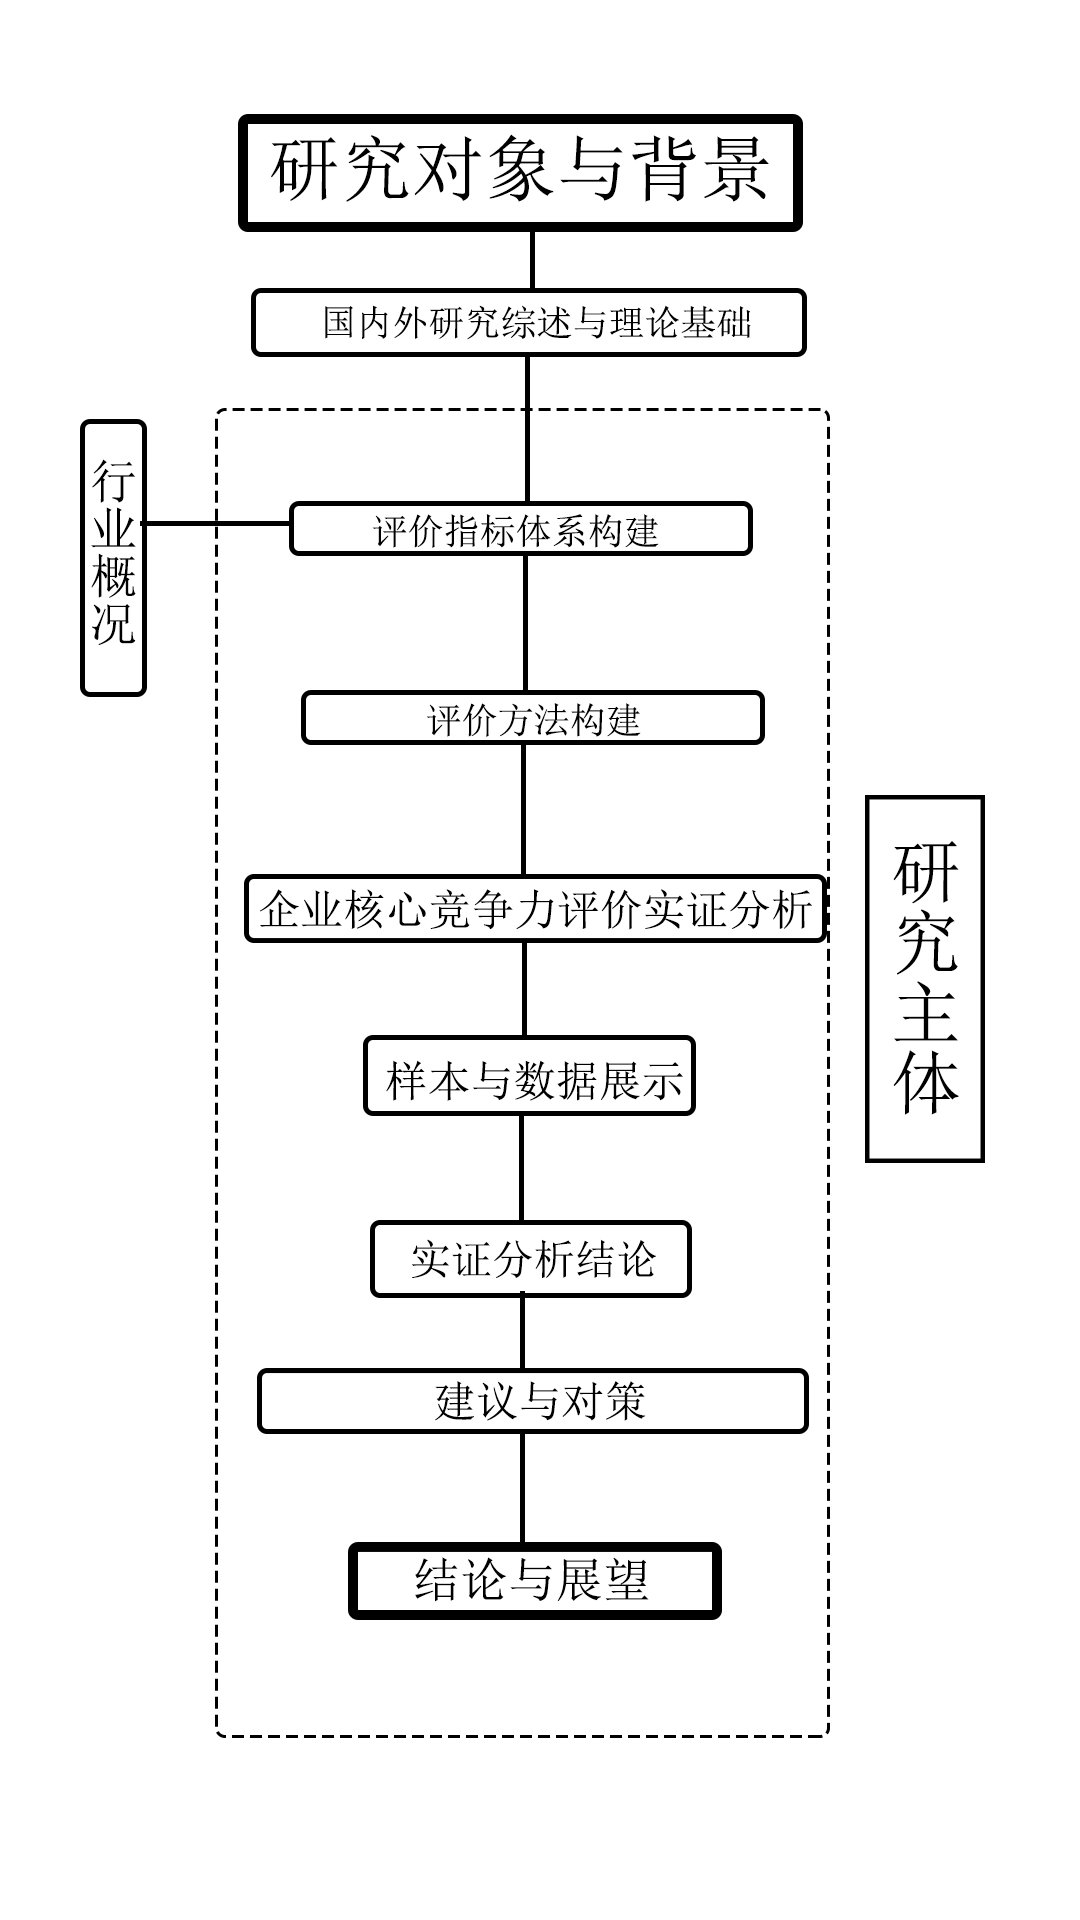 研究对象与背景
国内外研究综述与理论基础
行业概况
评价指标体系构建
评价方法构建
企业核心竞争力评价实证分析
研究主体
样本与数据展示
实证分析结论
建议与对策
结论与展望